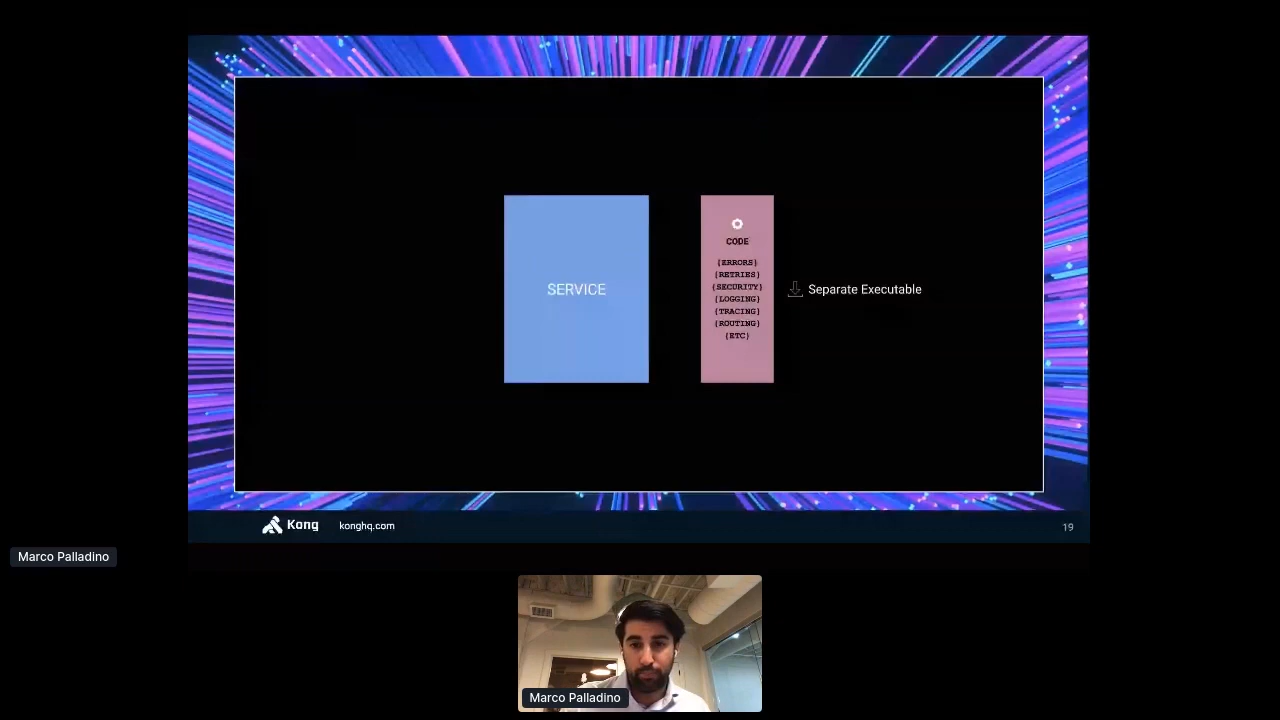 SERVICE
CODE
{ERRORS}
{RETRIES}
{SECURITY}
{LOGGING}
{TRACING}
{ROUTING}
{ETC}
Separate Executable
Kong
konghq.com
19
Marco Palladino
Marco Palladino